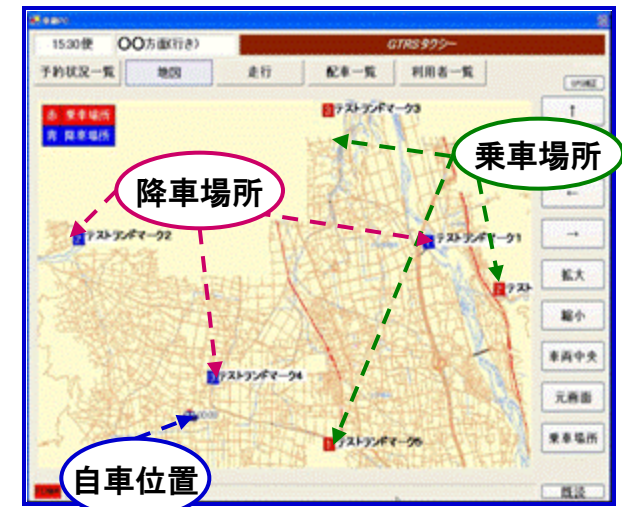 車載PC
15:30便 〇〇方面(行き) GTRSタクシー
予約状況一覧 地図 走行 配車一覧 利用者一覧
赤 乗車場所
青 降車場所
テストランドマーク3
↑
乗車場所
降車場所
←
テストランドマーク2
テストランドマーク1
→
テスト
拡大
縮小
車両中央
テストランドマーク4
元画面
テストランドマーク5
乗車場所
自車位置
既読